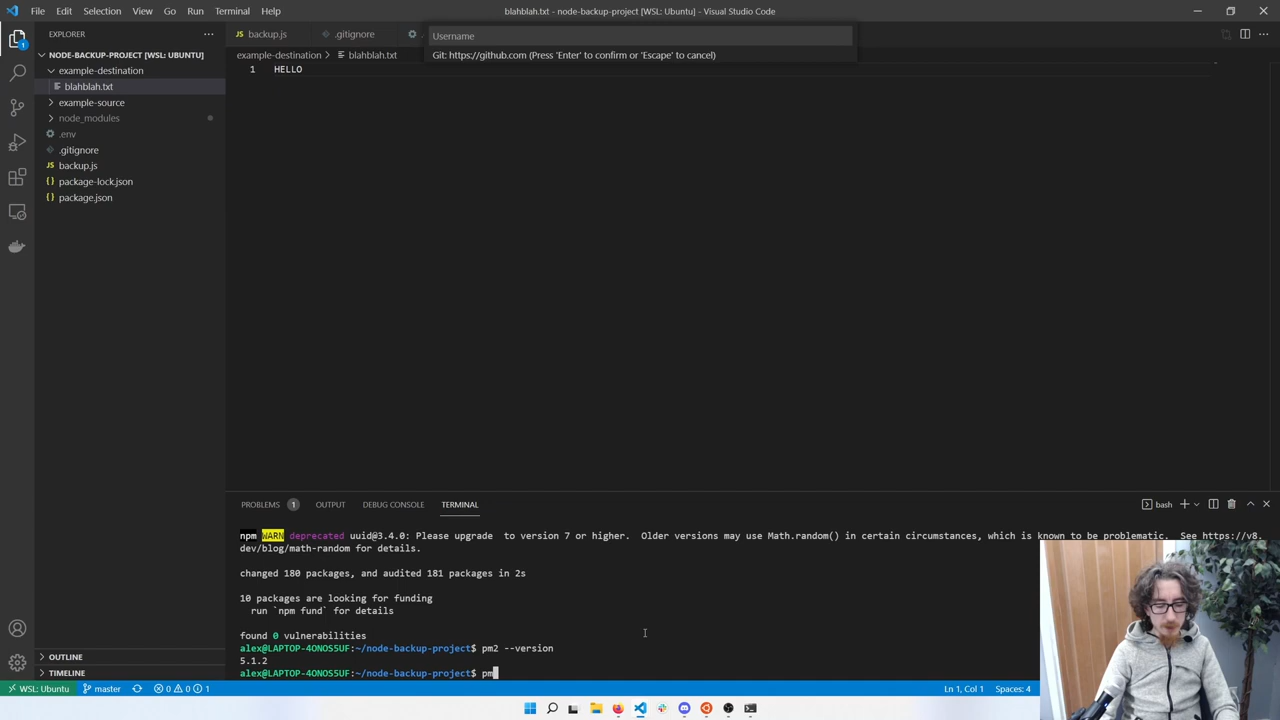 File Edit Selection View Go Run Terminal Help
blahblah.txt - node-backup-project [WSL: Ubuntu] - Visual Studio Code
EXPLORER
backup.js
.gitignore
Username
Git: https://github.com (Press 'Enter' to confirm or 'Escape' to cancel)
NODE-BACKUP-PROJECT [WSL: UBUNTU]
example-destination
blahblah.txt
example-source
node_modules
.env
.gitignore
JS backup.js
{} package-lock.json
{} package.json
example-destination > blahblah.txt
1 HELLO
PROBLEMS 1 OUTPUT DEBUG CONSOLE TERMINAL
bash
npm WARN deprecated uuid@3.4.0: Please upgrade  to version 7 or higher.  Older versions may use Math.random() in certain circumstances, which is known to be problematic.  See https://v8.
dev/blog/math-random for details.
changed 180 packages, and audited 181 packages in 2s
10 packages are looking for funding
run `npm fund` for details
found 0 vulnerabilities
alex@LAPTOP-4ONOS5UF:~/node-backup-project$ pm2 --version
5.1.2
alex@LAPTOP-4ONOS5UF:~/node-backup-project$ pm
OUTLINE
TIMELINE
WSL: Ubuntu master 0 0 1
Ln 1, Col 1 Spaces: 4